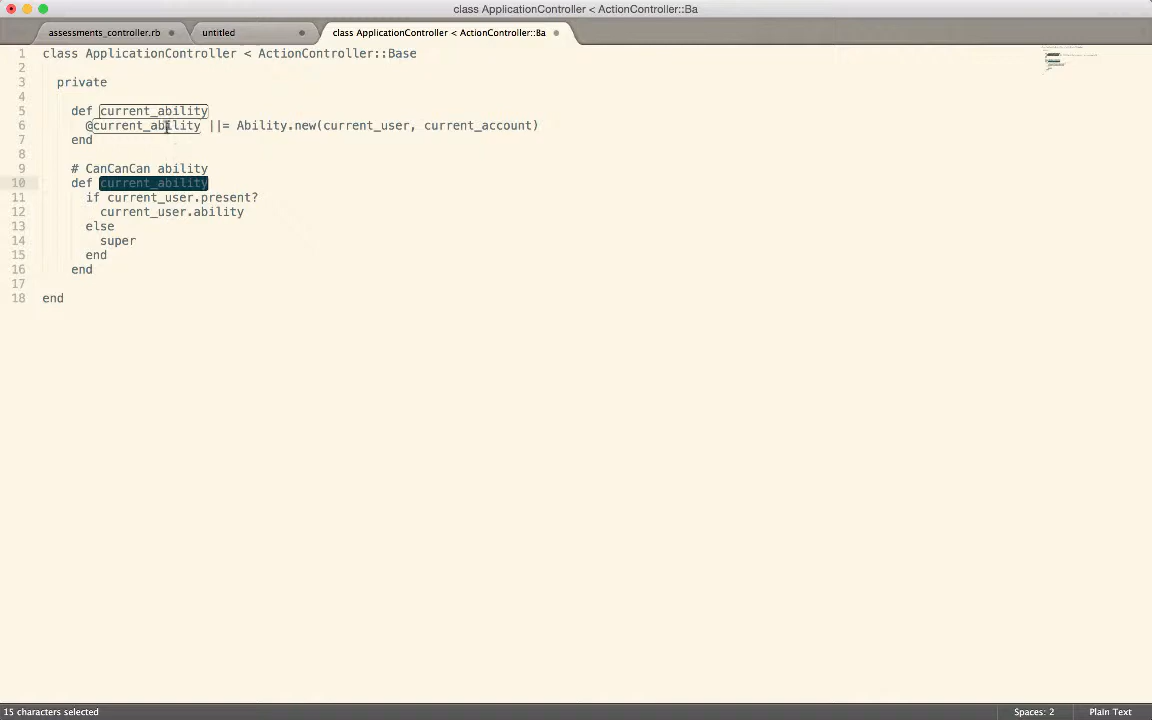 class ApplicationController < ActionController::Ba
assessments_controller.rb
untitled
class ApplicationController < ActionController::Ba
1 class ApplicationController < ActionController::Base
2
3 private
4
5 def current_ability
6 @current_ability ||= Ability.new(current_user, current_account)
7 end
8
9 # CanCanCan ability
10 def current_ability
11 if current_user.present?
12 current_user.ability
13 else
14 super
15 end
16 end
17
18 end
15 characters selected
Spaces: 2
Plain Text